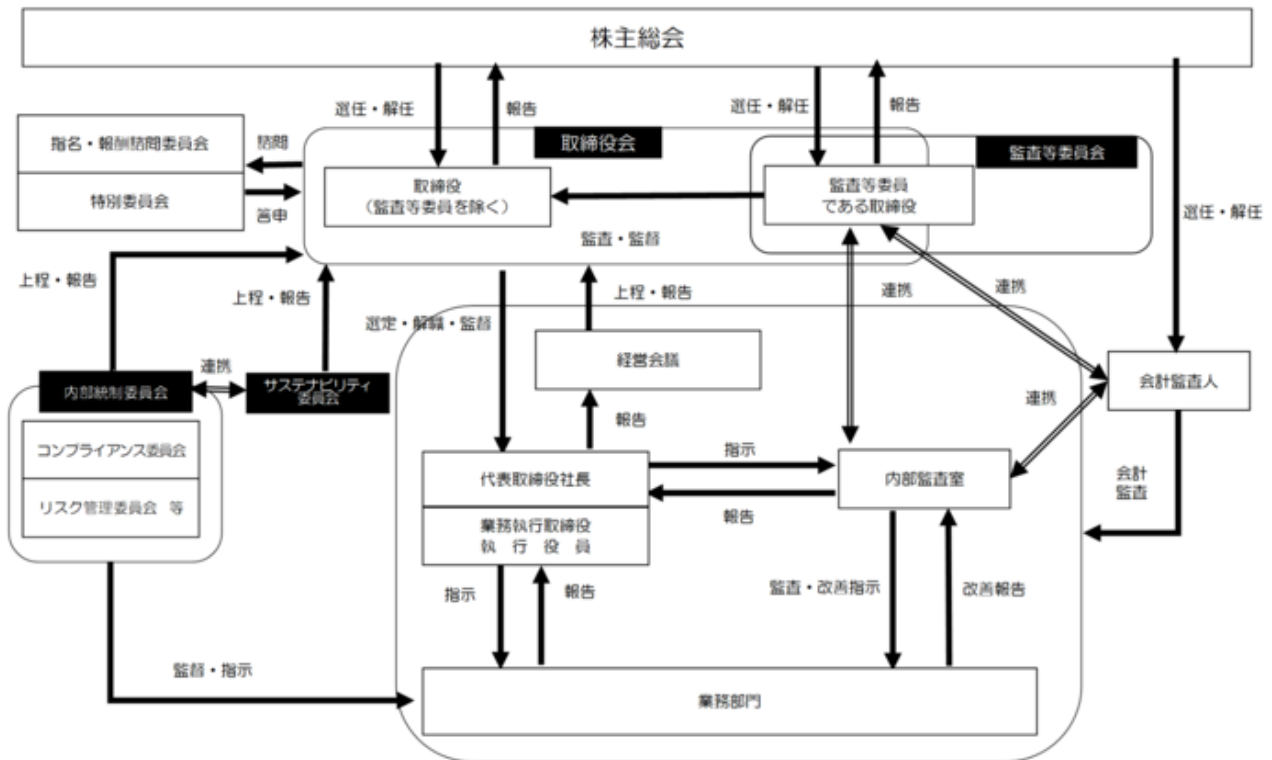 株主総会
選任・解任
報告
選任・解任
報告
選任・解任
指名・報酬諮問委員会
特別委員会
諮問
答申
取締役会
監査等委員会
取締役
(監査等委員を除く)
監査等委員
である取締役
監査・監督
上程・報告
上程・報告
選定・解職・監督
上程・報告
連携
連携
経営会議
会計監査人
内部統制委員会
連携
サステナビリティ
委員会
コンプライアンス委員会
リスク管理委員会 等
報告
連携
代表取締役社長
業務執行取締役
執 行 役 員
指示
報告
内部監査室
会計
監査
指示
報告
監査・改善指示
改善報告
監督・指示
業務部門